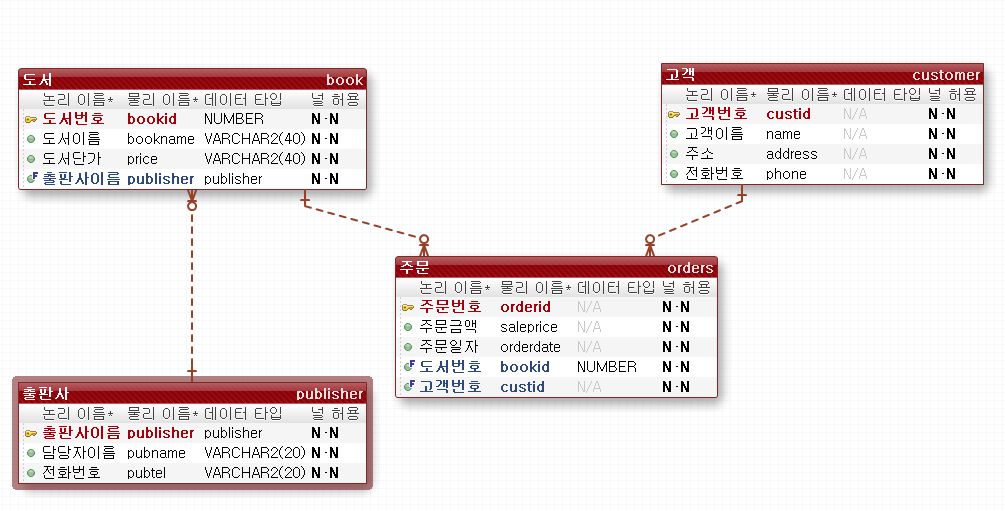 도서 book
논리 이름* 물리 이름* 데이터 타입 널 허용
도서번호 bookid NUMBER N-N
도서이름 bookname VARCHAR2(40) N-N
도서단가 price VARCHAR2(40) N-N
출판사이름 publisher publisher N-N
고객 customer
논리 이름* 물리 이름* 데이터 타입 널 허용
고객번호 custid N/A N-N
고객이름 name N/A N-N
주소 address N/A N-N
전화번호 phone N/A N-N
주문 orders
논리 이름* 물리 이름* 데이터 타입 널 허용
주문번호 orderid N/A N-N
주문금액 saleprice N/A N-N
주문일자 orderdate N/A N-N
F 도서번호 bookid NUMBER N-N
F 고객번호 custid N/A N-N
출판사 publisher
논리 이름* 물리 이름* 데이터 타입 널 허용
출판사이름 publisher publisher N-N
담당자이름 pubname VARCHAR2(20) N-N
전화번호 pubtel VARCHAR2(20) N-N